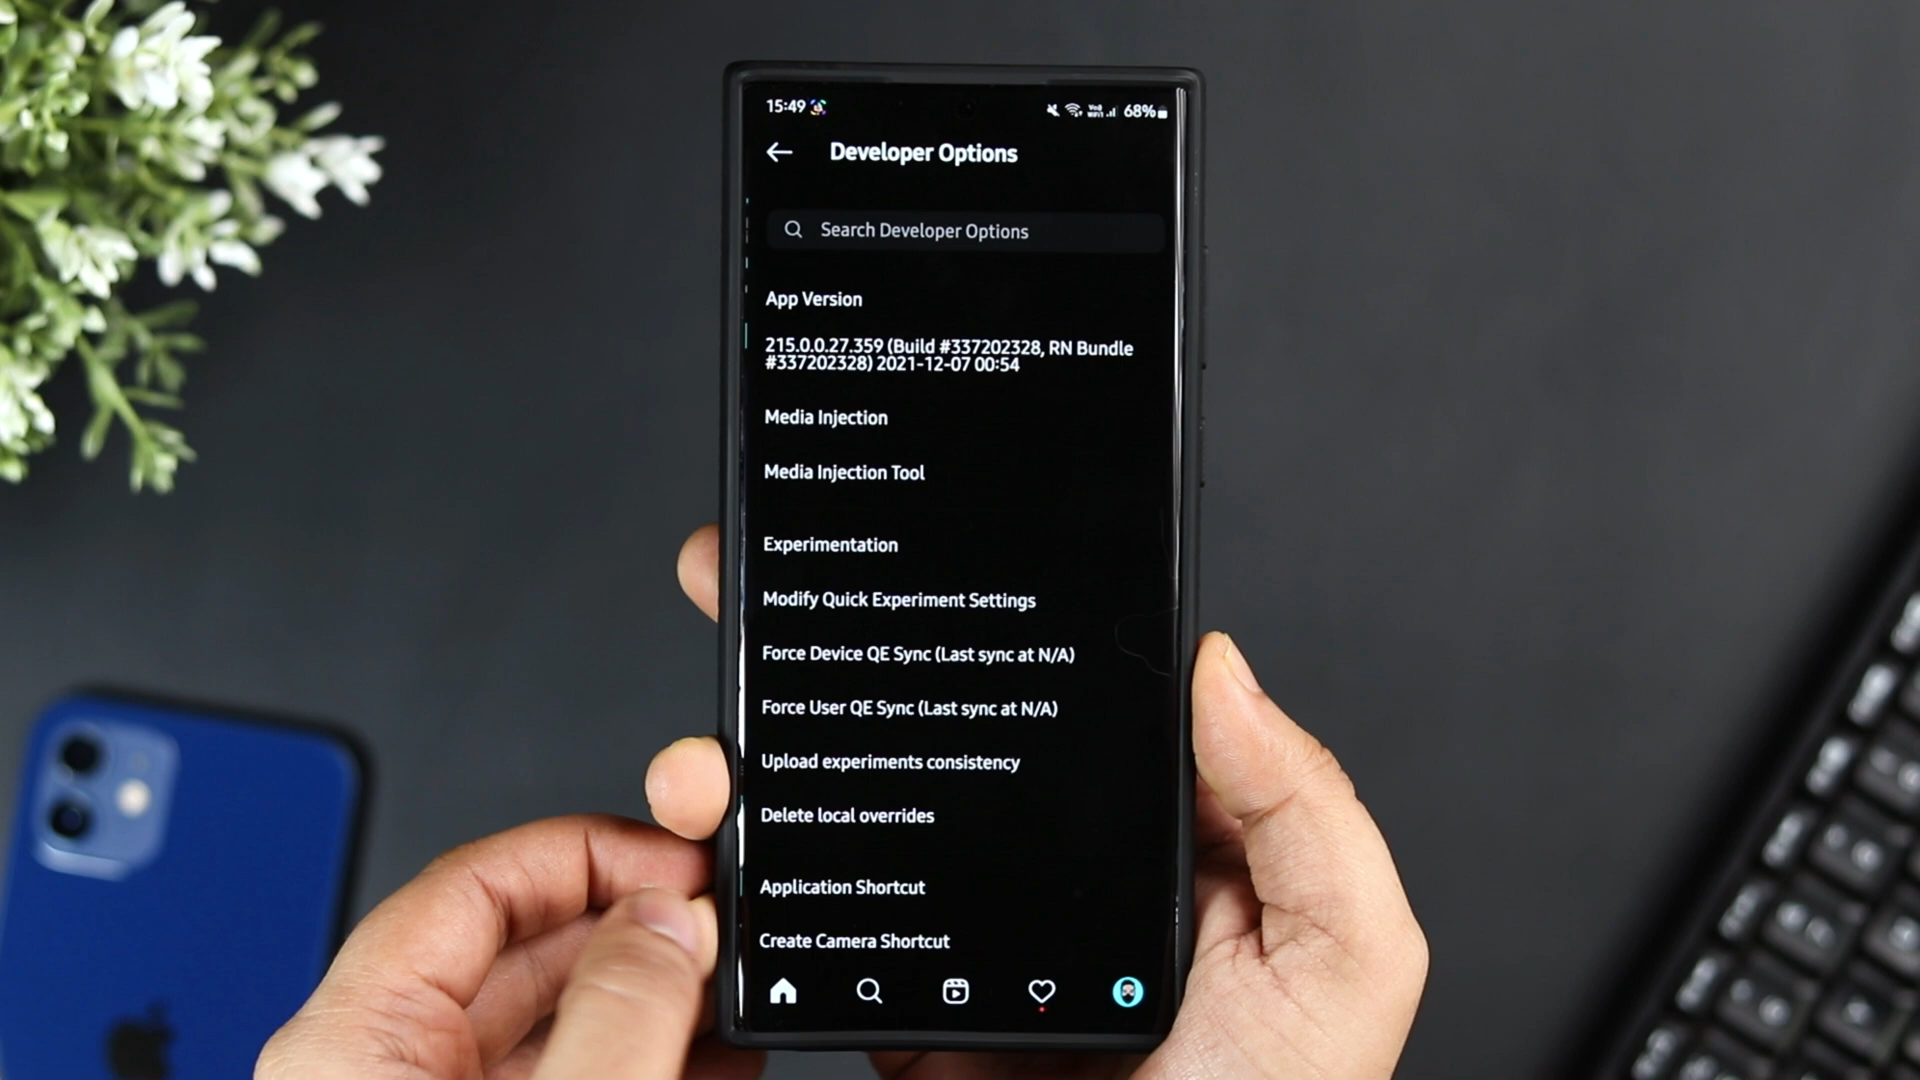 15:49
68%
Developer Options
Search Developer Options
App Version
215.0.0.27.359 (Build #337202328, RN Bundle
#337202328) 2021-12-07 00:54
Media Injection
Media Injection Tool
Experimentation
Modify Quick Experiment Settings
Force Device QE Sync (Last sync at N/A)
Force User QE Sync (Last sync at N/A)
Upload experiments consistency
Delete local overrides
Application Shortcut
Create Camera Shortcut